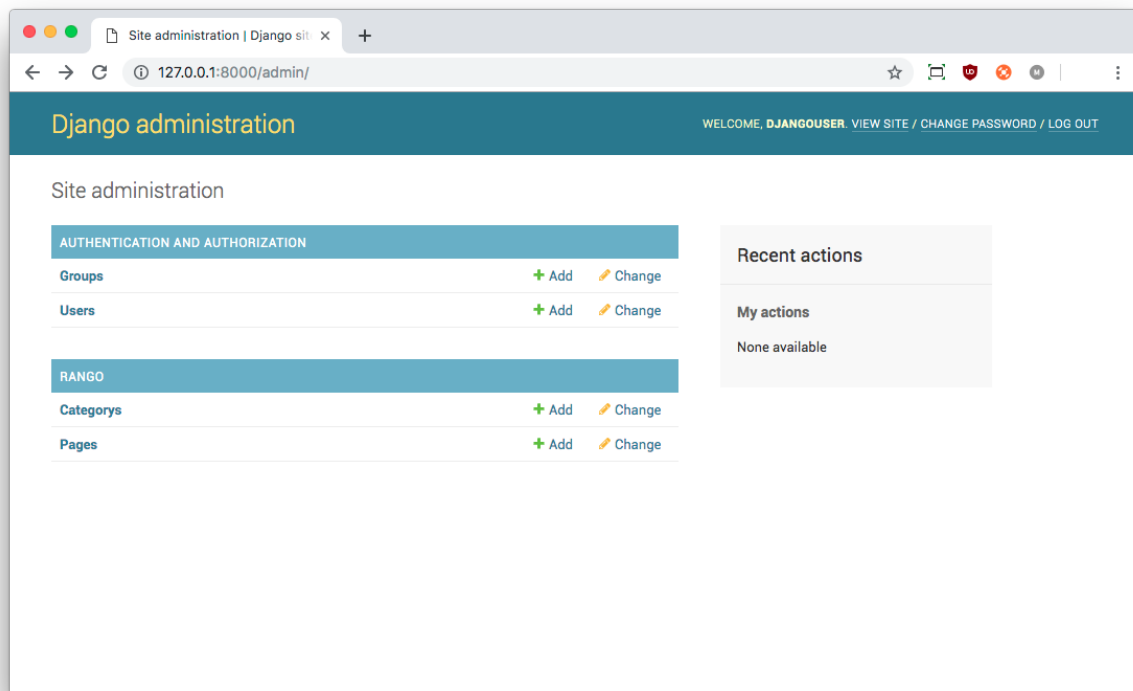 Site administration | Django sit
127.0.0.1:8000/admin/
Django administration
WELCOME, DJANGOUSER. VIEW SITE / CHANGE PASSWORD / LOG OUT
Site administration
AUTHENTICATION AND AUTHORIZATION
Groups Add Change
Users Add Change
RANGO
Categorys Add Change
Pages Add Change
Recent actions
My actions
None available